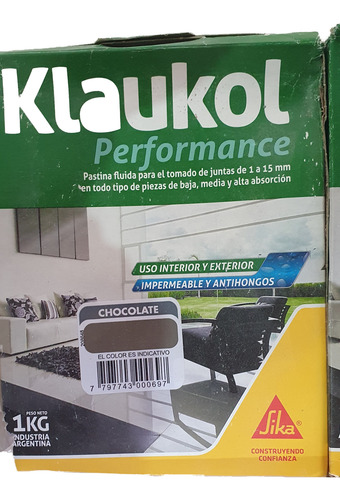 Klaukol
Performance
Pastina fluida para el tomado de juntas de 1 a 15 mm
en todo tipo de piezas de baja, media y alta absorción
USO INTERIOR Y EXTERIOR
IMPERMEABLE Y ANTIHONGOS
CHOCOLATE
EL COLOR ES INDICATIVO
7 797743 000697
PESO NETO
1KG
INDUSTRIA
ARGENTINA
Sika®
CONSTRUYENDO
CONFIANZA